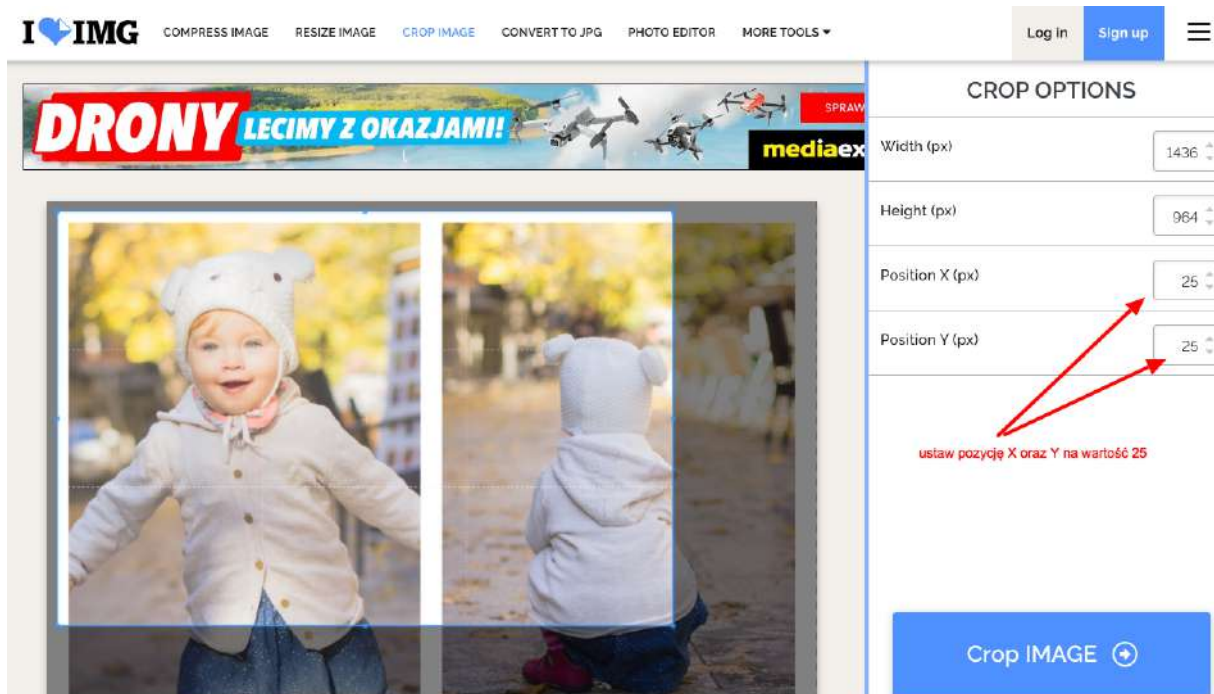 I IMG
COMPRESS IMAGE RESIZE IMAGE CROP IMAGE CONVERT TO JPG PHOTO EDITOR MORE TOOLS
Log in Sign up
DRONY LECIMY Z OKAZJAMI!
SPRAW
mediaex
CROP OPTIONS
Width (px) 1436
Height (px) 964
Position X (px) 25
Position Y (px) 25
ustaw pozycję X oraz Y na wartość 25
Crop IMAGE